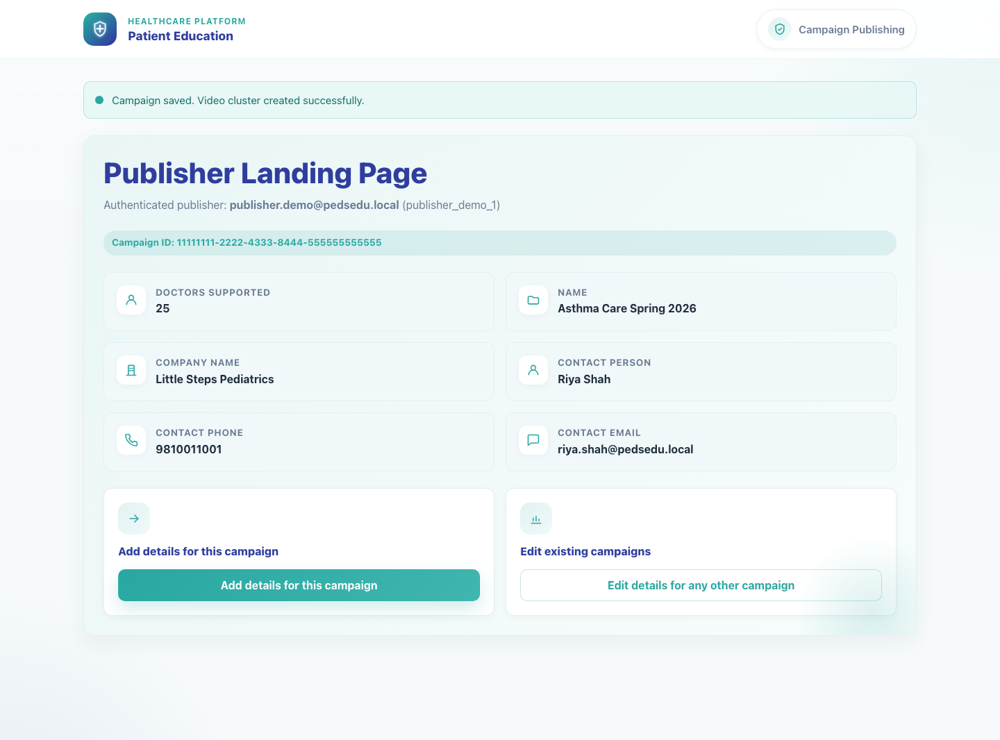 HEALTHCARE PLATFORM
Patient Education
Campaign Publishing
Campaign saved. Video cluster created successfully.
Publisher Landing Page
Authenticated publisher: publisher.demo@pedsedu.local (publisher_demo_1)
Campaign ID: 11111111-2222-4333-8444-555555555555
DOCTORS SUPPORTED
25
NAME
Asthma Care Spring 2026
COMPANY NAME
Little Steps Pediatrics
CONTACT PERSON
Riya Shah
CONTACT PHONE
9810011001
CONTACT EMAIL
riya.shah@pedsedu.local
Add details for this campaign
Add details for this campaign
Edit existing campaigns
Edit details for any other campaign